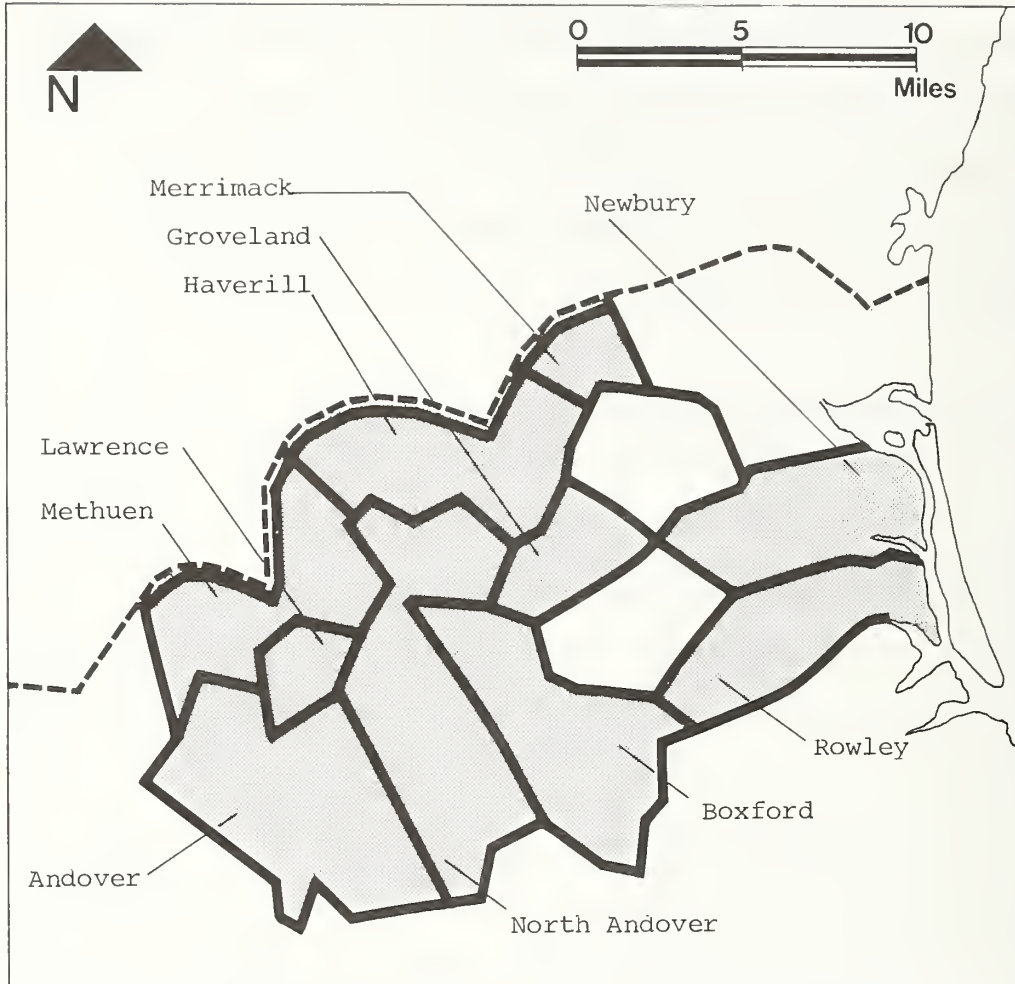 0 5 10
Miles
N
Merrimack
Newbury
Groveland
Haverill
Lawrence
Methuen
Rowley
Boxford
Andover
North Andover